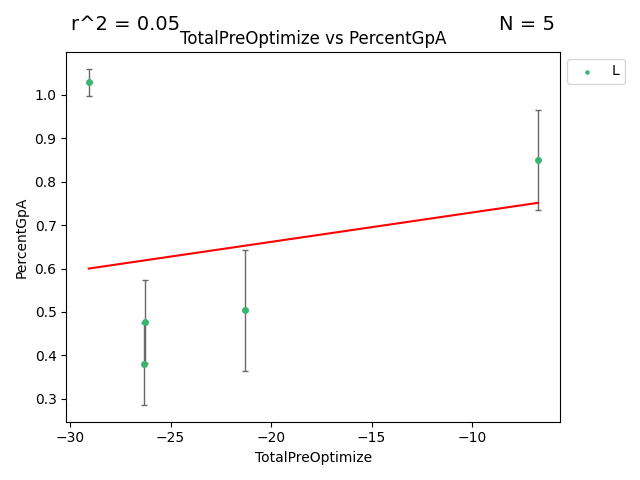 r^2 = 0.05
N = 5
TotalPreOptimize vs PercentGpA
L
1.0
0.9
0.8
0.7
0.6
0.5
0.4
0.3
PercentGpA
−30
−25
−20
−15
−10
TotalPreOptimize